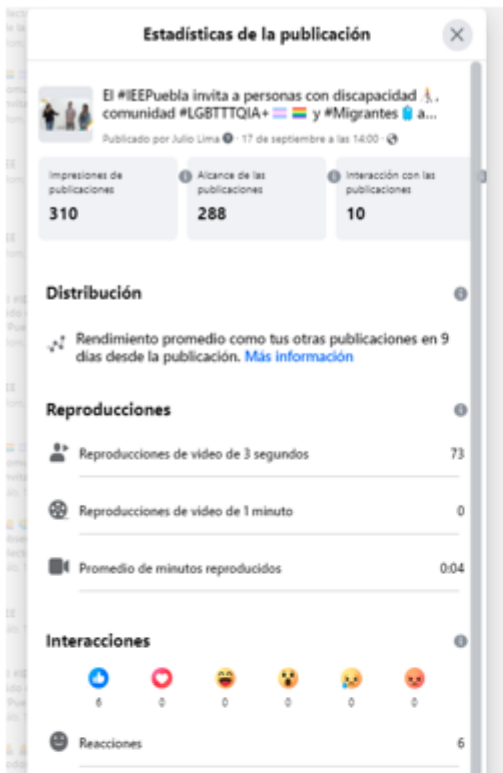 Estadísticas de la publicación
El #IEEPuebla invita a personas con discapacidad
comunidad #LGBTTTQIA+ y #Migrantes a...
Publicado por Julio Lima · 17 de septiembre a las 14:00 ·
Impresiones de
publicaciones
310
Alcance de las
publicaciones
288
Interacción con las
publicaciones
10
Distribución
Rendimiento promedio como tus otras publicaciones en 9
días desde la publicación. Más información
Reproducciones
Reproducciones de video de 3 segundos 73
Reproducciones de video de 1 minuto 0
Promedio de minutos reproducidos 0:04
Interacciones
6 0 0 0 0 0
Reacciones 6